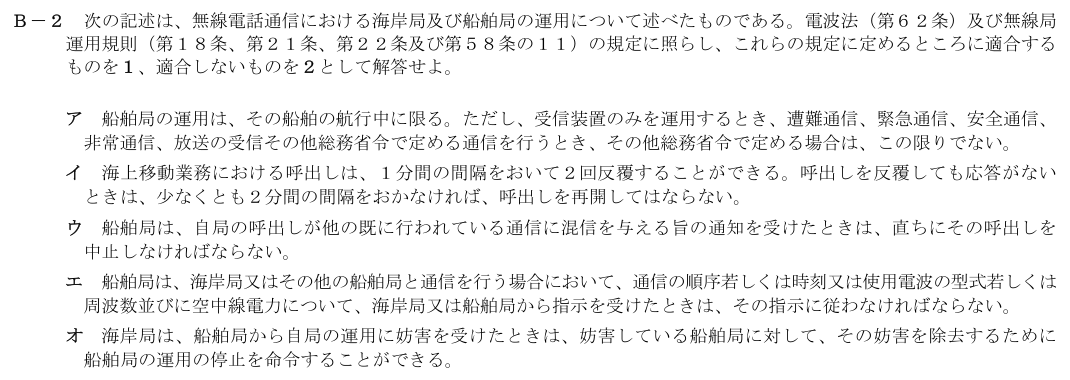 Ｂ－２　次の記述は、無線電話通信における海岸局及び船舶局の運用について述べたものである。電波法（第６２条）及び無線局
運用規則（第１８条、第２１条、第２２条及び第５８条の１１）の規定に照らし、これらの規定に定めるところに適合する
ものを１、適合しないものを２として解答せよ。
ア　船舶局の運用は、その船舶の航行中に限る。ただし、受信装置のみを運用するとき、遭難通信、緊急通信、安全通信、
非常通信、放送の受信その他総務省令で定める通信を行うとき、その他総務省令で定める場合は、この限りでない。
イ　海上移動業務における呼出しは、１分間の間隔をおいて２回反覆することができる。呼出しを反覆しても応答がない
ときは、少なくとも２分間の間隔をおかなければ、呼出しを再開してはならない。
ウ　船舶局は、自局の呼出しが他の既に行われている通信に混信を与える旨の通知を受けたときは、直ちにその呼出しを
中止しなければならない。
エ　船舶局は、海岸局又はその他の船舶局と通信を行う場合において、通信の順序若しくは時刻又は使用電波の型式若しくは
周波数並びに空中線電力について、海岸局又は船舶局から指示を受けたときは、その指示に従わなければならない。
オ　海岸局は、船舶局から自局の運用に妨害を受けたときは、妨害している船舶局に対して、その妨害を除去するために
船舶局の運用の停止を命令することができる。